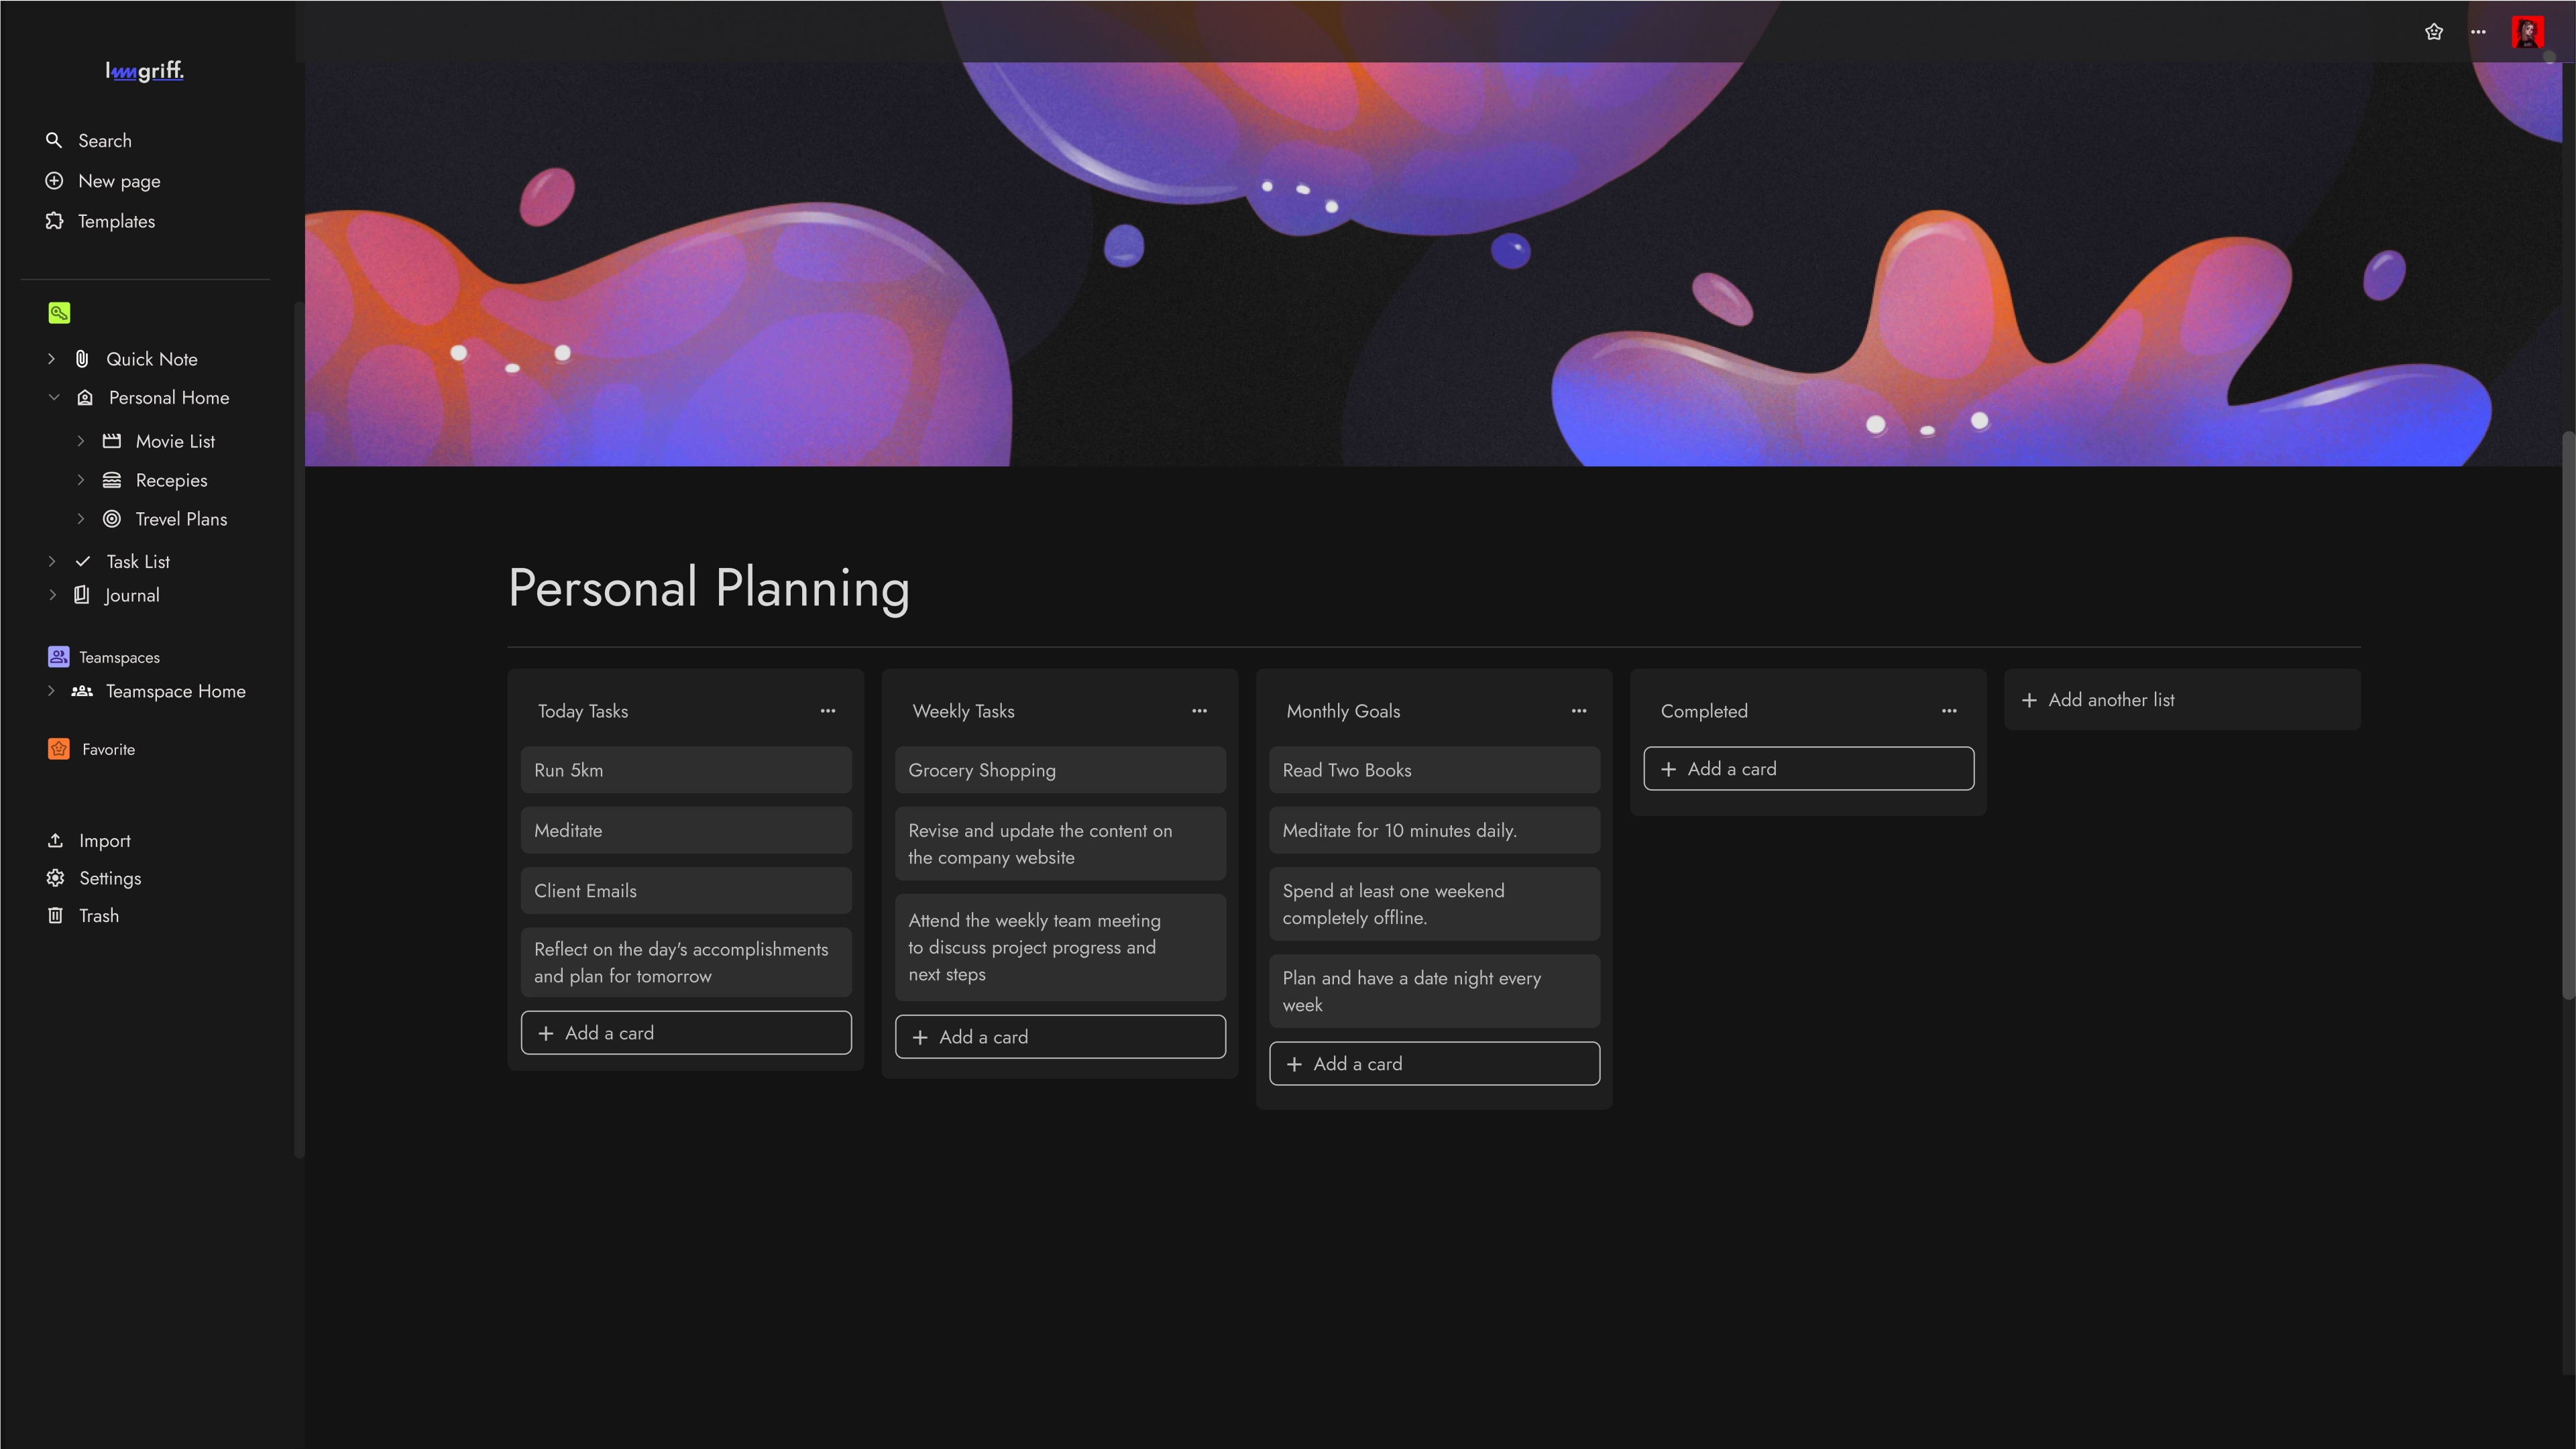 Search
New page
Templates
Quick Note
Personal Home
Movie List
Recepies
Trevel Plans
Task List
Journal
Teamspaces
Teamspace Home
Favorite
Import
Settings
Trash
Personal Planning
Today Tasks
Run 5km
Meditate
Client Emails
Reflect on the day's accomplishments
and plan for tomorrow
+ Add a card
Weekly Tasks
Grocery Shopping
Revise and update the content on
the company website
Attend the weekly team meeting
to discuss project progress and
next steps
+ Add a card
Monthly Goals
Read Two Books
Meditate for 10 minutes daily.
Spend at least one weekend
completely offline.
Plan and have a date night every
week
+ Add a card
Completed
+ Add a card
+ Add another list